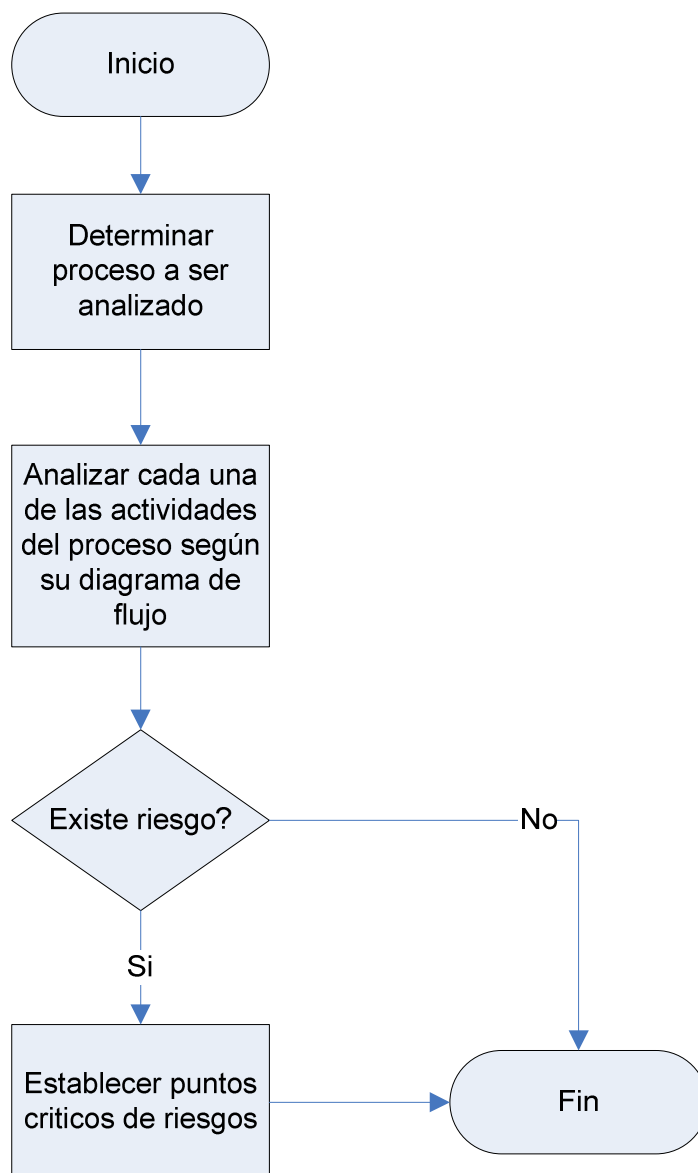 Inicio
Determinar
proceso a ser
analizado
Analizar cada una
de las actividades
del proceso según
su diagrama de
flujo
Existe riesgo?
No
Si
Establecer puntos
criticos de riesgos
Fin